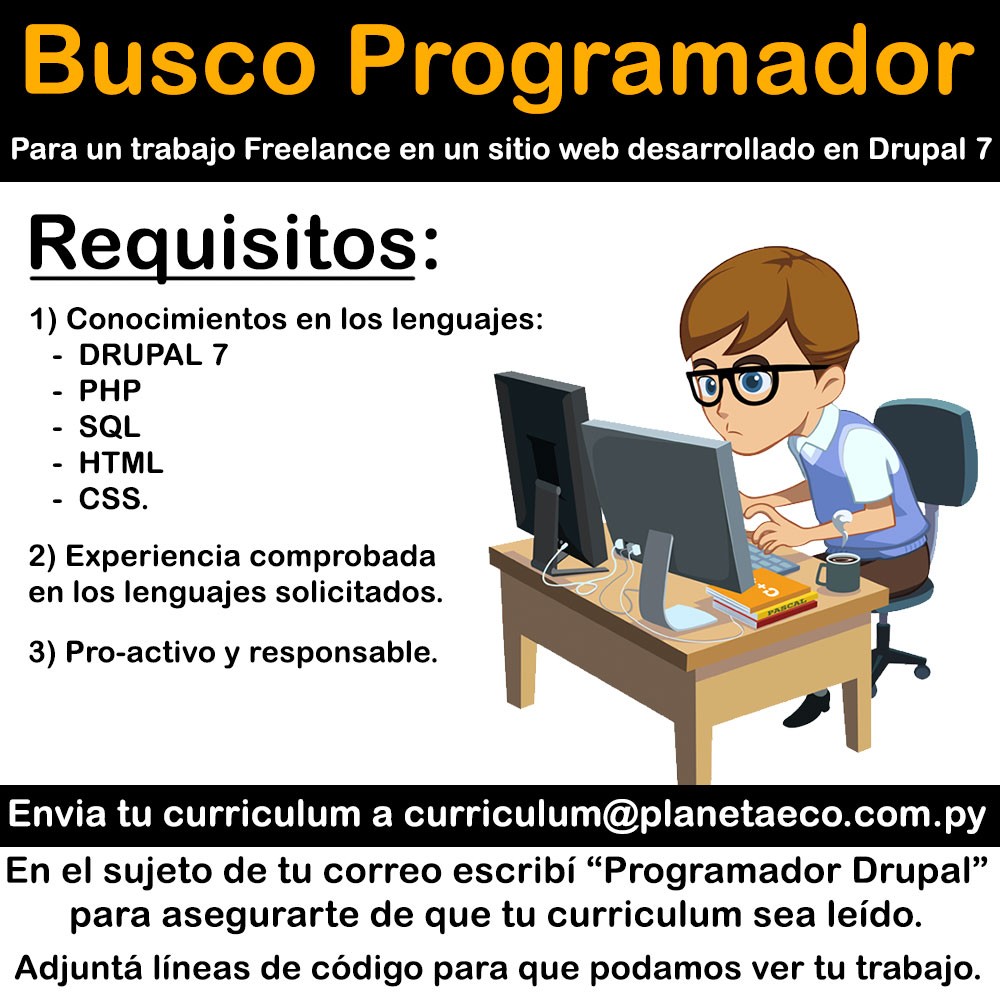 Busco Programador
Para un trabajo Freelance en un sitio web desarrollado en Drupal 7
Requisitos:
1) Conocimientos en los lenguajes:
- DRUPAL 7
- PHP
- SQL
- HTML
- CSS.
2) Experiencia comprobada
en los lenguajes solicitados.
3) Pro-activo y responsable.
C+
PASCAL
Envia tu curriculum a curriculum@planetaeco.com.py
En el sujeto de tu correo escribí “Programador Drupal”
para asegurarte de que tu curriculum sea leído.
Adjuntá líneas de código para que podamos ver tu trabajo.